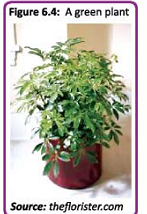 Figure 6.4: A green plant
Source: theflorister.com